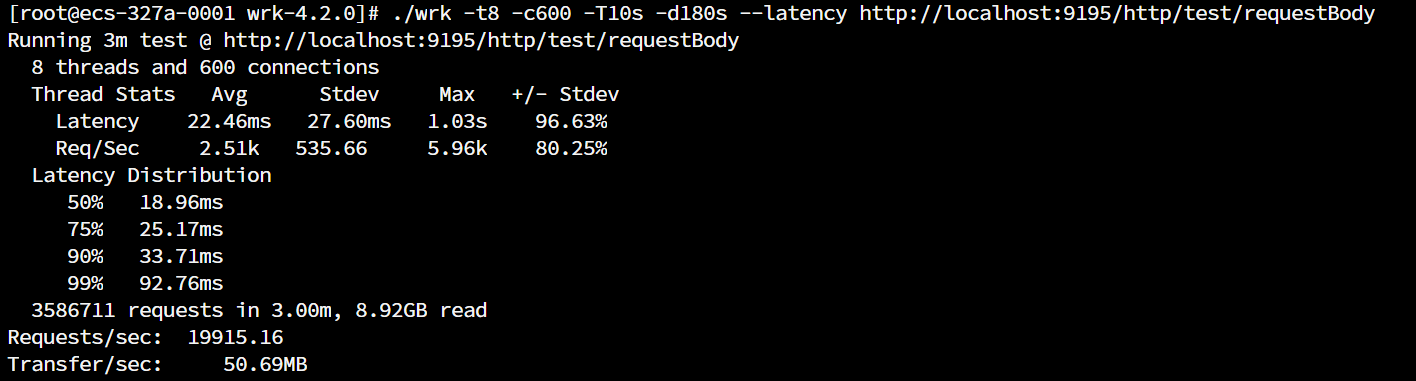 [root@ecs-327a-0001 wrk-4.2.0]# ./wrk -t8 -c600 -T10s -d180s --latency http://localhost:9195/http/test/requestBody
Running 3m test @ http://localhost:9195/http/test/requestBody
  8 threads and 600 connections
  Thread Stats   Avg      Stdev     Max   +/- Stdev
    Latency    22.46ms   27.60ms   1.03s    96.63%
    Req/Sec     2.51k   535.66     5.96k    80.25%
  Latency Distribution
     50%   18.96ms
     75%   25.17ms
     90%   33.71ms
     99%   92.76ms
  3586711 requests in 3.00m, 8.92GB read
Requests/sec:  19915.16
Transfer/sec:     50.69MB